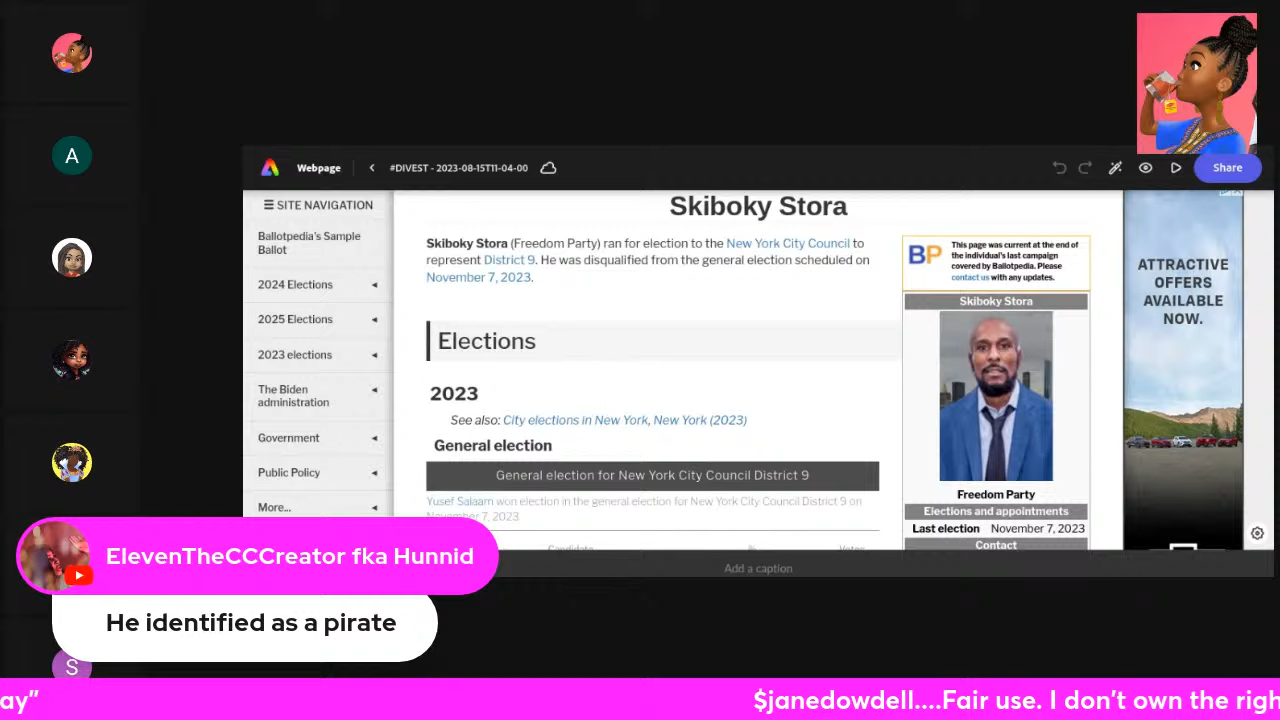 A
Webpage
#DIVEST - 2023-08-15T11-04-00
Share
☰ SITE NAVIGATION
Ballotpedia's Sample
Ballot
2024 Elections
2025 Elections
2023 elections
The Biden
administration
Government
Public Policy
More...
Skiboky Stora
Skiboky Stora (Freedom Party) ran for election to the New York City Council to
represent District 9. He was disqualified from the general election scheduled on
November 7, 2023.
Elections
2023
See also: City elections in New York, New York (2023)
General election
General election for New York City Council District 9
Yusef Salaam won election in the general election for New York City Council District 9 on
November 7, 2023.
Candidate % Votes
BP
This page was current at the end of
the individual's last campaign
covered by Ballotpedia. Please
contact us with any updates.
Skiboky Stora
Freedom Party
Elections and appointments
Last election November 7, 2023
Contact
ATTRACTIVE
OFFERS
AVAILABLE
NOW.
Add a caption
ElevenTheCCCreator fka Hunnid
He identified as a pirate
S
ay” $janedowdell....Fair use. I don't own the righ